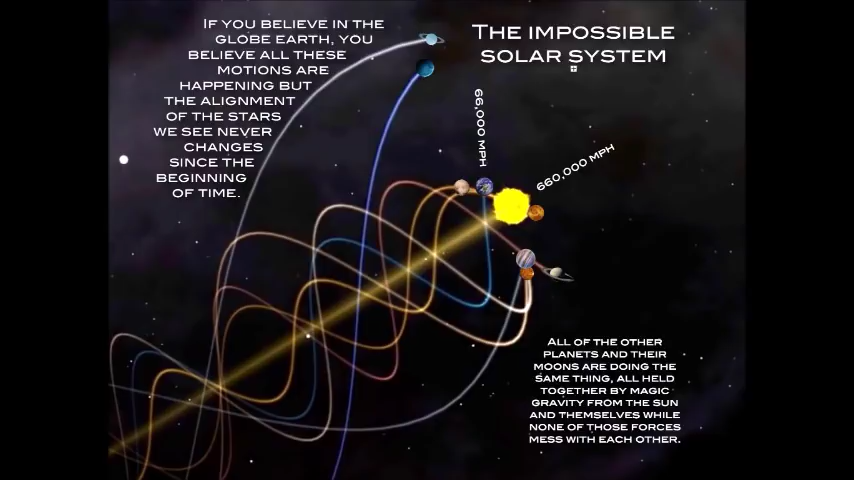 If you believe in the
globe earth, you
believe all these
motions are
happening but
the alignment
of the stars
we see never
changes
since the
beginning
of time.
The impossible
solar system
66,000 mph
660,000 mph
All of the other
planets and their
moons are doing the
same thing, all held
together by magic
gravity from the sun
and themselves while
none of those forces
mess with each other.